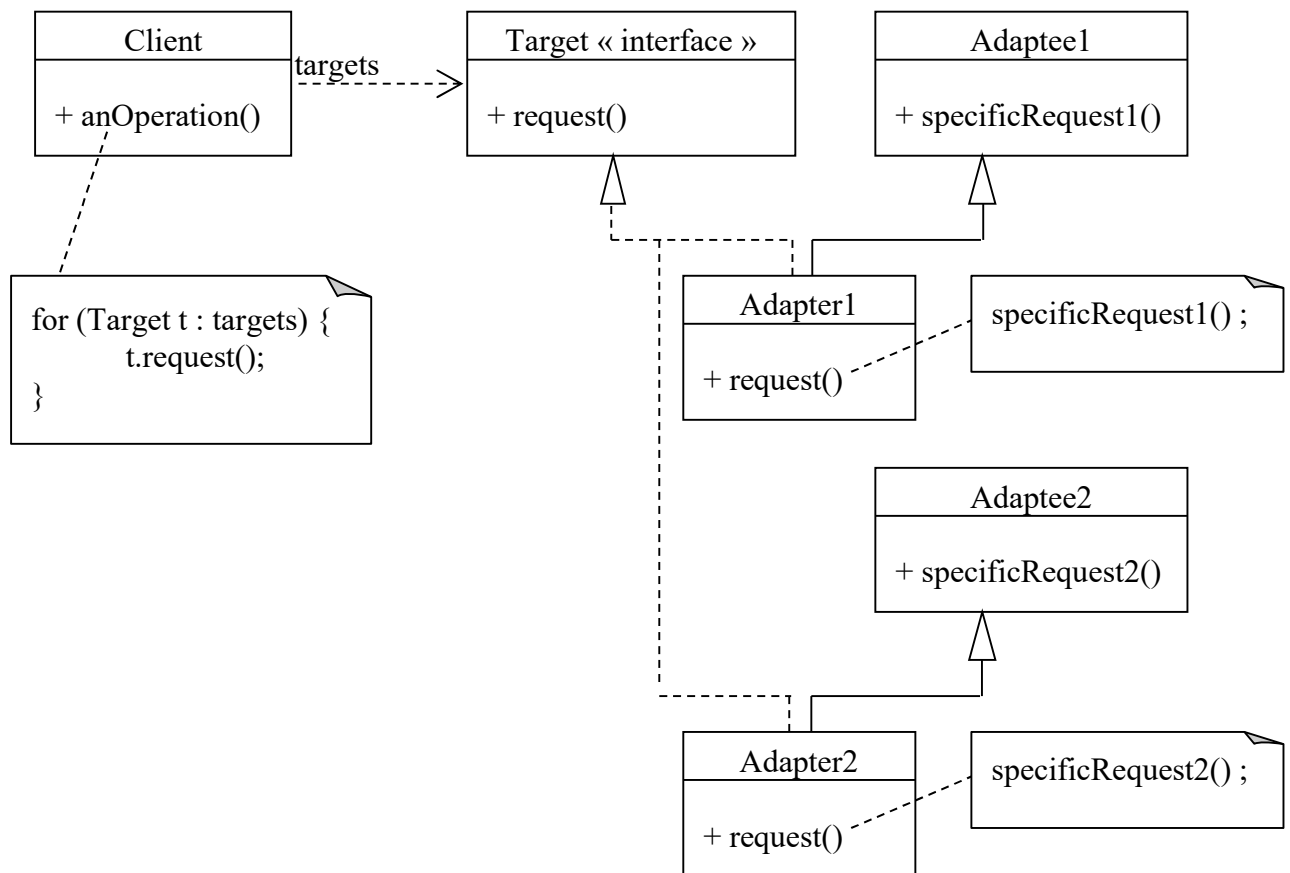 Client
+ anOperation()
targets
Target « interface »
+ request()
Adaptee1
+ specificRequest1()
for (Target t : targets) {
t.request();
}
Adapter1
+ request()
specificRequest1() ;
Adaptee2
+ specificRequest2()
Adapter2
+ request()
specificRequest2() ;